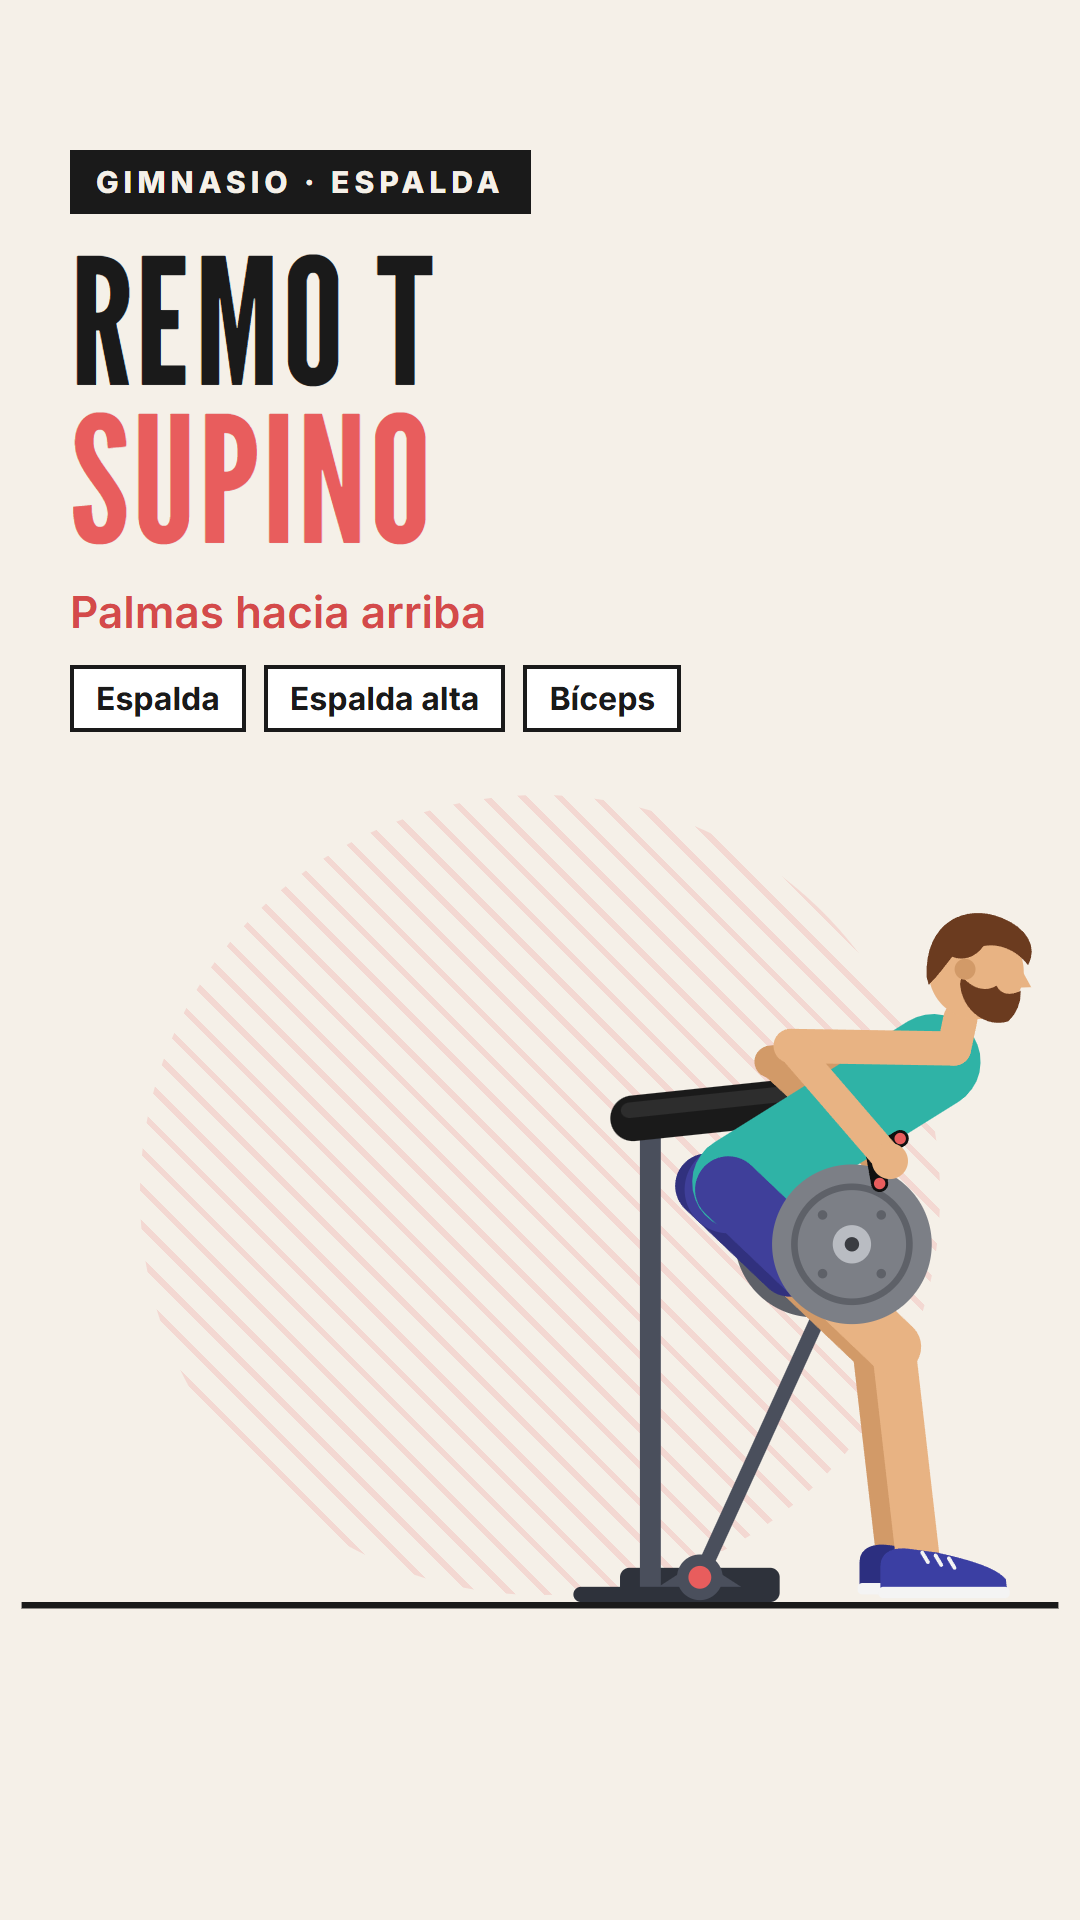 GIMNASIO · ESPALDA
REMO T
SUPINO
Palmas hacia arriba
Espalda
Espalda alta
Bíceps